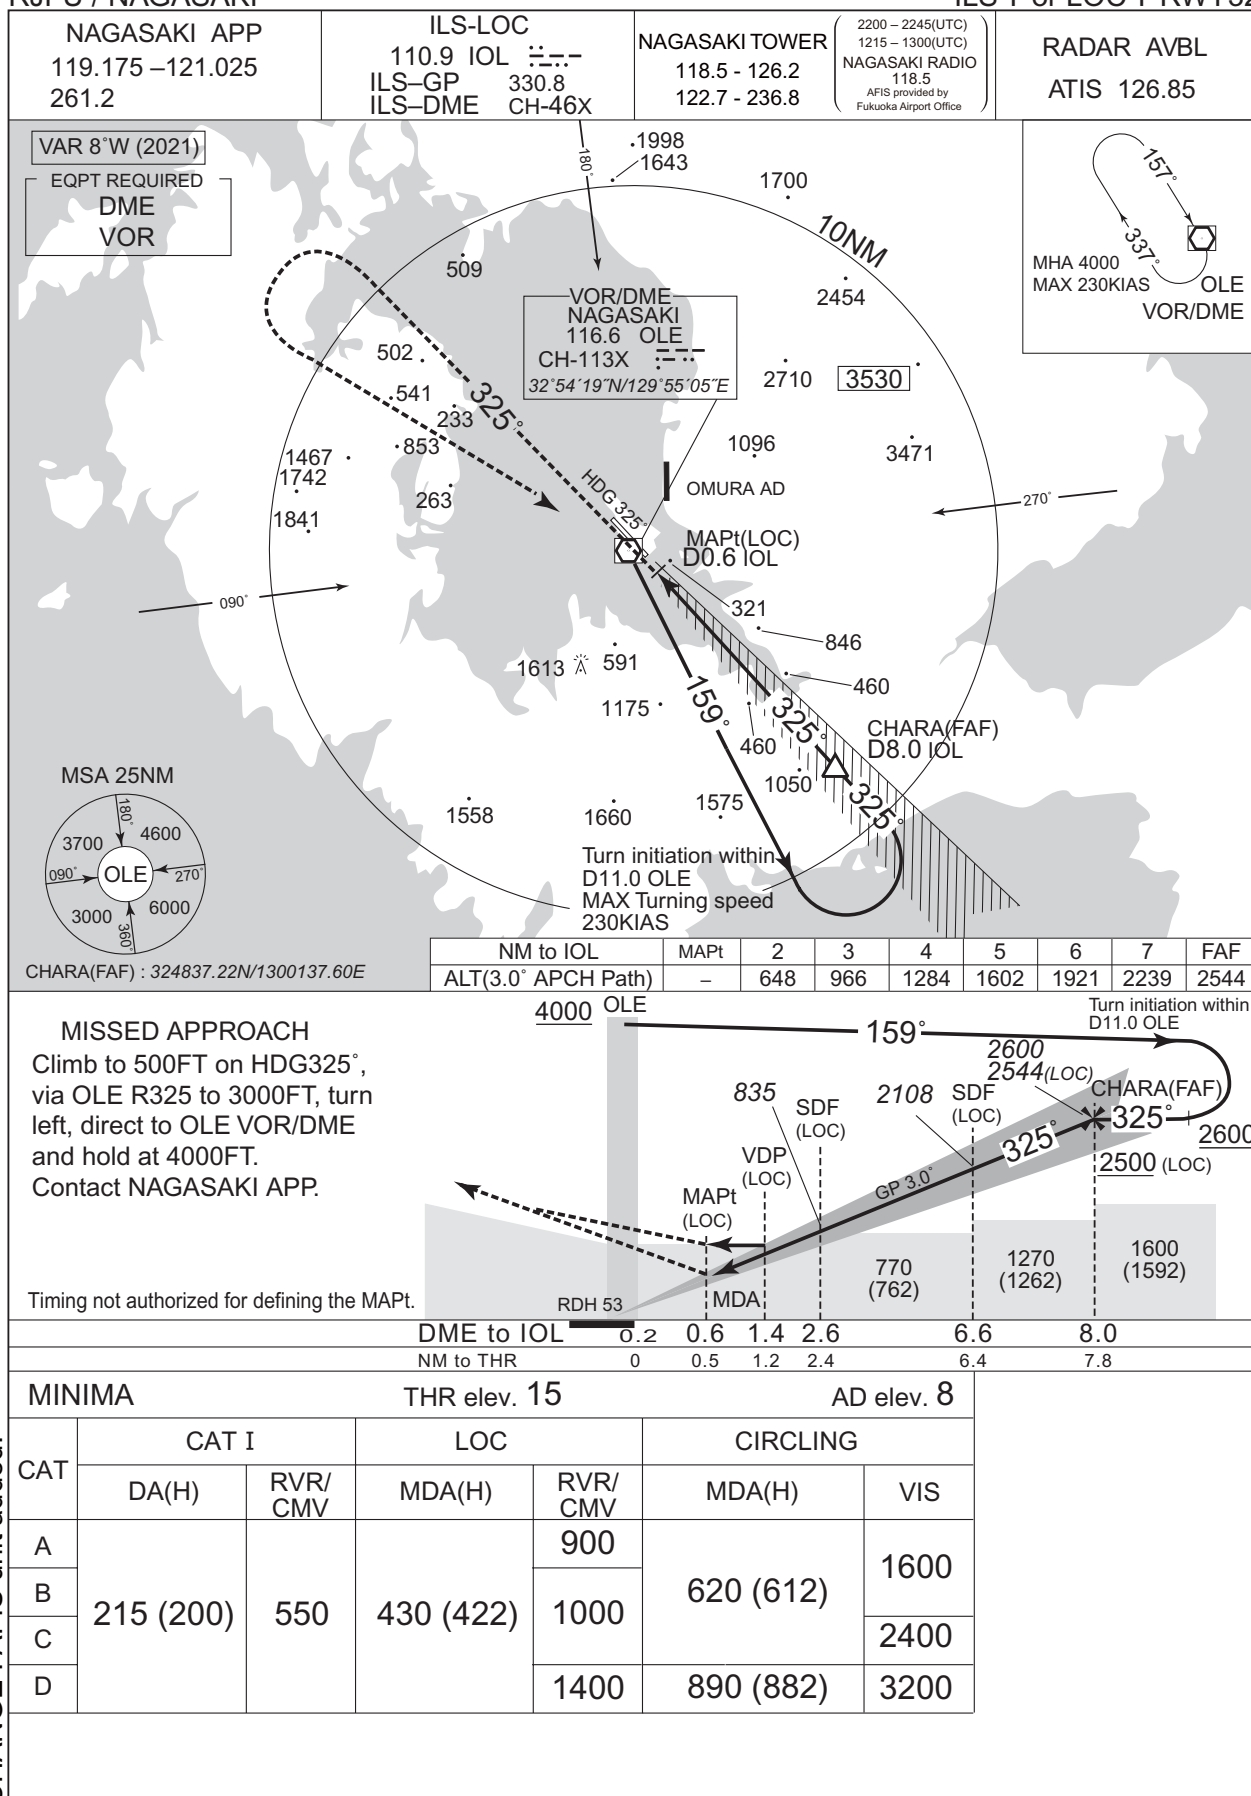 RJFU / NAGASAKI
ILS Y or LOC Y RWY32
NAGASAKI APP
119.175 –121.025
261.2
ILS-LOC
110.9 IOL
ILS–GP 330.8
ILS–DME CH-46X
NAGASAKI TOWER
118.5 - 126.2
122.7 - 236.8
2200 – 2245(UTC)
1215 – 1300(UTC)
NAGASAKI RADIO
118.5
AFIS provided by
Fukuoka Airport Office
RADAR AVBL
ATIS 126.85
VAR 8˚W (2021)
EQPT REQUIRED
DME
VOR
180˚
1998
1643
1700
10NM
157˚
337˚
MHA 4000
MAX 230KIAS
OLE
VOR/DME
509
2454
VOR/DME
NAGASAKI
116.6 OLE
CH-113X
32˚54´19˝N/129˚55´05˝E
502
541
233
325˚
2710
3530
853
1467
1742
263
1841
1096
3471
HDG 325˚
OMURA AD
270˚
MAPt(LOC)
D0.6 IOL
090˚
321
846
1613
591
460
1175
159˚
325˚
460
CHARA(FAF)
D8.0 IOL
1050
325˚
MSA 25NM
180˚
3700
4600
090˚
OLE
270˚
3000
6000
360˚
1558
1660
1575
Turn initiation within
D11.0 OLE
MAX Turning speed
230KIAS
CHARA(FAF) : 324837.22N/1300137.60E
NM to IOL MAPt 2 3 4 5 6 7 FAF
ALT(3.0˚ APCH Path) – 648 966 1284 1602 1921 2239 2544
MISSED APPROACH
Climb to 500FT on HDG325˚,
via OLE R325 to 3000FT, turn
left, direct to OLE VOR/DME
and hold at 4000FT.
Contact NAGASAKI APP.
Timing not authorized for defining the MAPt.
4000 OLE
159˚
Turn initiation within
D11.0 OLE
2600
2544(LOC)
CHARA(FAF)
835
SDF
(LOC)
2108
SDF
(LOC)
325˚
325˚
2600
2500 (LOC)
GP 3.0˚
VDP
(LOC)
MAPt
(LOC)
770
(762)
1270
(1262)
1600
(1592)
RDH 53
MDA
DME to IOL 0.2 0.6 1.4 2.6 6.6 8.0
NM to THR 0 0.5 1.2 2.4 6.4 7.8
MINIMA THR elev. 15 AD elev. 8
CAT
CAT I LOC CIRCLING
DA(H) RVR/CMV MDA(H) RVR/CMV MDA(H) VIS
A 215 (200) 550 430 (422) 900 620 (612) 1600
B 1000
C 2400
D 1400 890 (882) 3200